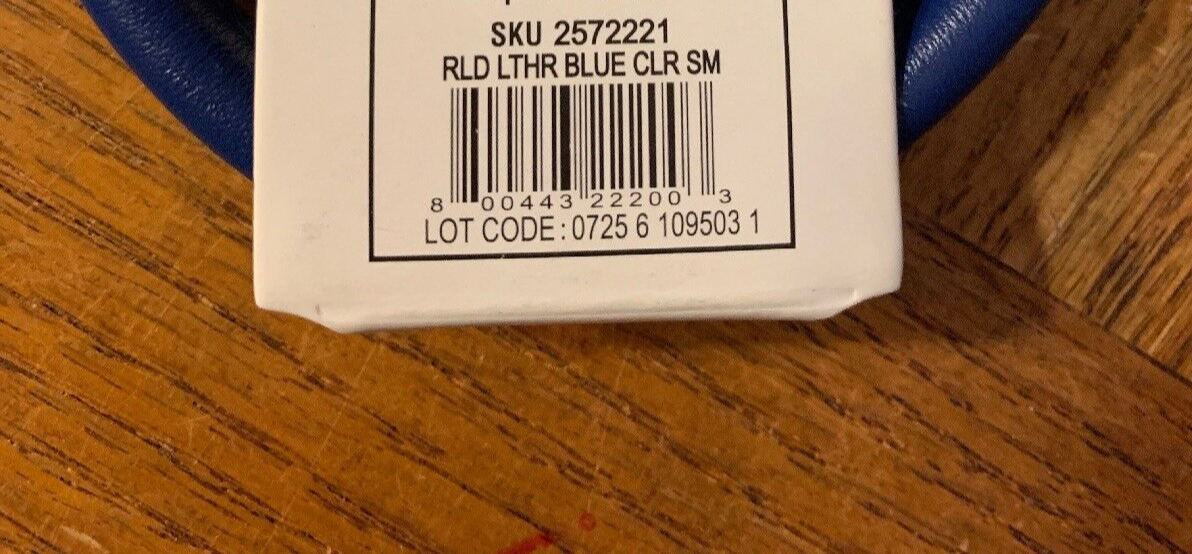 SKU 2572221
RLD LTHR BLUE CLR SM
8 00443 22200 3
LOT CODE: 0725 6 109503 1